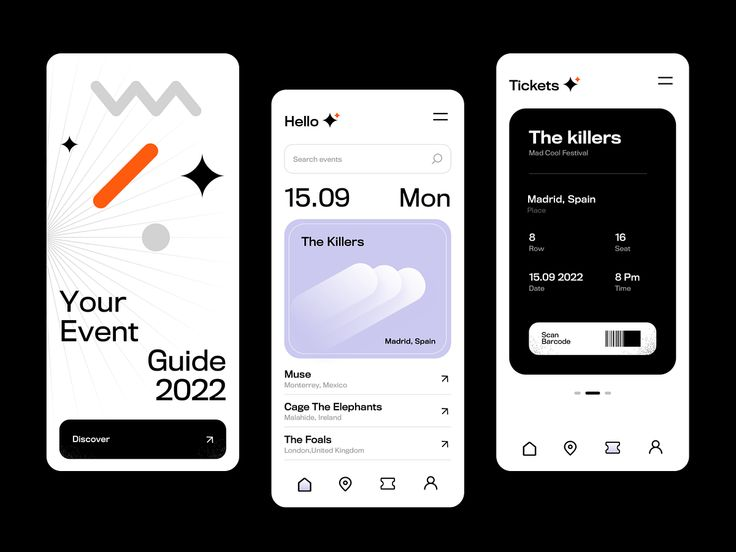 Your
Event
Guide
2022
Discover
Hello
Search events
15.09 Mon
The Killers
Madrid, Spain
Muse
Monterrey, Mexico
Cage The Elephants
Malahide, Ireland
The Foals
London,United Kingdom
Tickets
The killers
Mad Cool Festival
Madrid, Spain
Place
8 16
Row Seat
15.09 2022 8 Pm
Date Time
Scan
Barcode